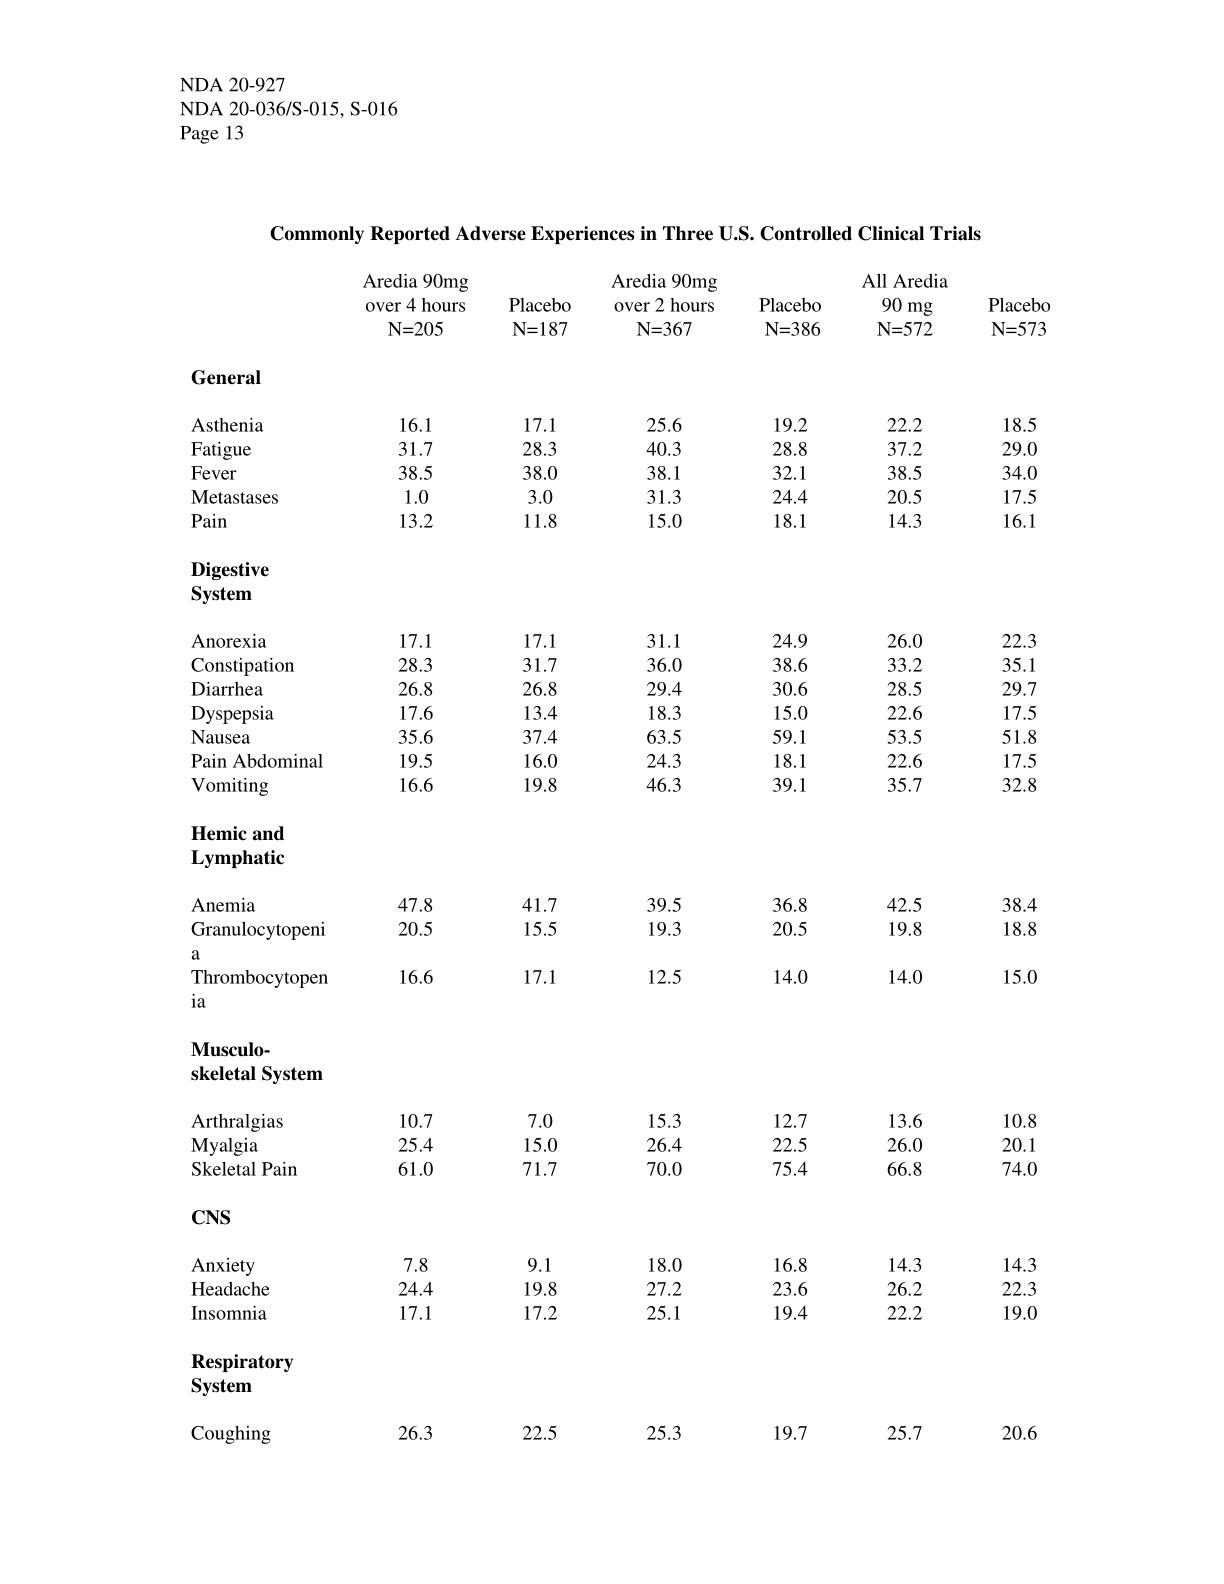 NDA 20-927
NDA 20-036/S-015, S-016
Page 13
Commonly Reported Adverse Experiences in Three U.S. Controlled Clinical Trials
Aredia 90mg Aredia 90mg All Aredia
over 4 hours Placebo over 2 hours Placebo 90 mg Placebo
N=205 N=187 N=367 N=386 N=572 N=573
General
Asthenia 16.1 17.1 25.6 19.2 22.2 18.5
Fatigue 31.7 28.3 40.3 28.8 37.2 29.0
Fever 38.5 38.0 38.1 32.1 38.5 34.0
Metastases 1.0 3.0 31.3 24.4 20.5 17.5
Pain 13.2 11.8 15.0 18.1 14.3 16.1
Digestive
System
Anorexia 17.1 17.1 31.1 24.9 26.0 22.3
Constipation 28.3 31.7 36.0 38.6 33.2 35.1
Diarrhea 26.8 26.8 29.4 30.6 28.5 29.7
Dyspepsia 17.6 13.4 18.3 15.0 22.6 17.5
Nausea 35.6 37.4 63.5 59.1 53.5 51.8
Pain Abdominal 19.5 16.0 24.3 18.1 22.6 17.5
Vomiting 16.6 19.8 46.3 39.1 35.7 32.8
Hemic and
Lymphatic
Anemia 47.8 41.7 39.5 36.8 42.5 38.4
Granulocytopeni 20.5 15.5 19.3 20.5 19.8 18.8
a
Thrombocytopen 16.6 17.1 12.5 14.0 14.0 15.0
ia
Musculo-
skeletal System
Arthralgias 10.7 7.0 15.3 12.7 13.6 10.8
Myalgia 25.4 15.0 26.4 22.5 26.0 20.1
Skeletal Pain 61.0 71.7 70.0 75.4 66.8 74.0
CNS
Anxiety 7.8 9.1 18.0 16.8 14.3 14.3
Headache 24.4 19.8 27.2 23.6 26.2 22.3
Insomnia 17.1 17.2 25.1 19.4 22.2 19.0
Respiratory
System
Coughing 26.3 22.5 25.3 19.7 25.7 20.6